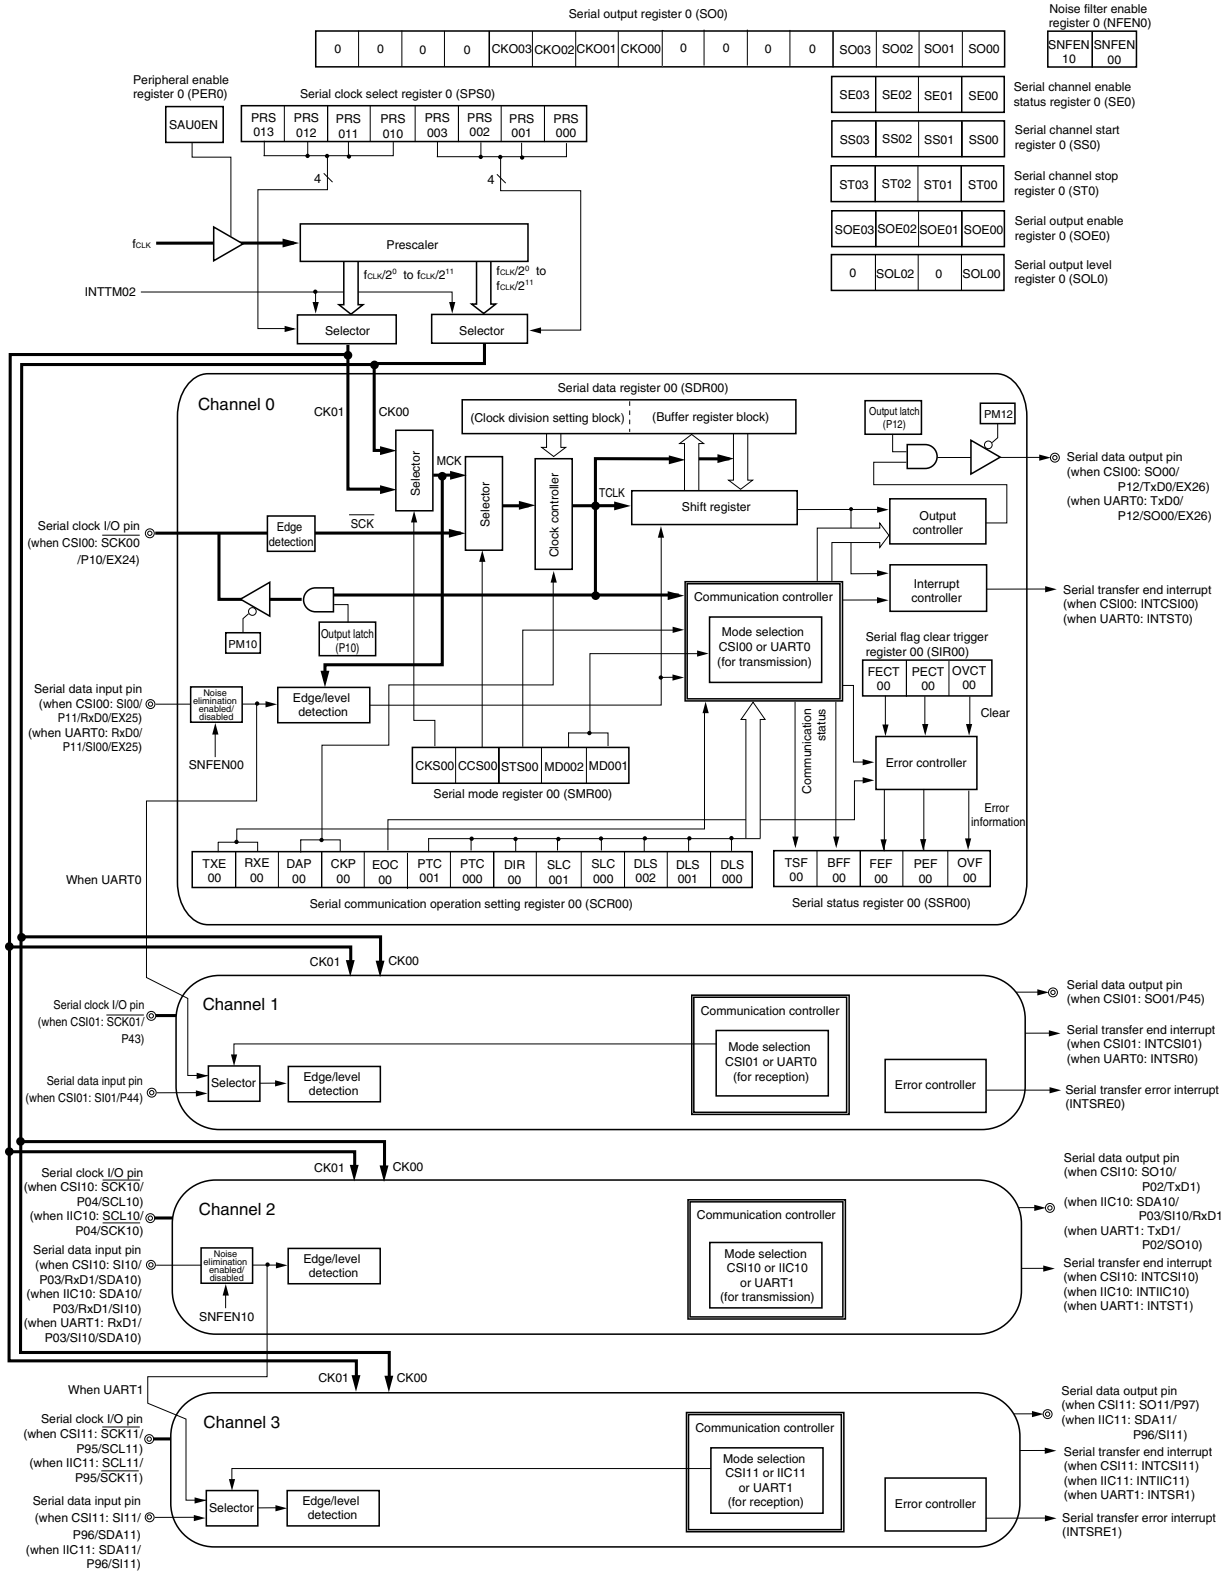 Serial output register 0 (SO0)
0 0 0 0 CKO03 CKO02 CKO01 CKO00 0 0 0 0 SO03 SO02 SO01 SO00
Noise filter enable
register 0 (NFEN0)
SNFEN 10 SNFEN 00
Peripheral enable
register 0 (PER0)
SAU0EN
Serial clock select register 0 (SPS0)
PRS 013 PRS 012 PRS 011 PRS 010 PRS 003 PRS 002 PRS 001 PRS 000
SE03 SE02 SE01 SE00
Serial channel enable
status register 0 (SE0)
SS03 SS02 SS01 SS00
Serial channel start
register 0 (SS0)
ST03 ST02 ST01 ST00
Serial channel stop
register 0 (ST0)
SOE03 SOE02 SOE01 SOE00
Serial output enable
register 0 (SOE0)
0 SOL02 0 SOL00
Serial output level
register 0 (SOL0)
4
4
fCLK
Prescaler
fCLK/2⁰ to fCLK/2¹¹
fCLK/2⁰ to
fCLK/2¹¹
INTTM02
Selector
Selector
Channel 0
CK01
CK00
Serial data register 00 (SDR00)
(Clock division setting block)
(Buffer register block)
Output latch
(P12)
PM12
Serial data output pin
(when CSI00: SO00/
P12/TxD0/EX26)
(when UART0: TxD0/
P12/SO00/EX26)
Selector
MCK
Selector
Clock controller
TCLK
Shift register
Output
controller
Serial clock I/O pin
(when CSI00: SCK00
/P10/EX24)
Edge
detection
SCK
Interrupt
controller
Serial transfer end interrupt
(when CSI00: INTCSI00)
(when UART0: INTST0)
Communication controller
Mode selection
CSI00 or UART0
(for transmission)
PM10
Output latch
(P10)
Serial flag clear trigger
register 00 (SIR00)
FECT 00 PECT 00 OVCT 00
Clear
Serial data input pin
(when CSI00: SI00/
P11/RxD0/EX25)
(when UART0: RxD0/
P11/SI00/EX25)
Noise
elimination
enabled/
disabled
SNFEN00
Edge/level
detection
Communication
status
Error controller
CKS00 CCS00 STS00 MD002 MD001
Serial mode register 00 (SMR00)
Error
information
When UART0
TXE 00 RXE 00 DAP 00 CKP 00 EOC 00 PTC 001 PTC 000 DIR 00 SLC 001 SLC 000 DLS 002 DLS 001 DLS 000
Serial communication operation setting register 00 (SCR00)
TSF 00 BFF 00 FEF 00 PEF 00 OVF 00
Serial status register 00 (SSR00)
CK01
CK00
Channel 1
Serial clock I/O pin
(when CSI01: SCK01/
P43)
Serial data input pin
(when CSI01: SI01/P44)
Selector
Edge/level
detection
Communication controller
Mode selection
CSI01 or UART0
(for reception)
Error controller
Serial data output pin
(when CSI01: SO01/P45)
Serial transfer end interrupt
(when CSI01: INTCSI01)
(when UART0: INTSR0)
Serial transfer error interrupt
(INTSRE0)
CK01
CK00
Channel 2
Serial clock I/O pin
(when CSI10: SCK10/
P04/SCL10)
(when IIC10: SCL10/
P04/SCK10)
Serial data input pin
(when CSI10: SI10/
P03/RxD1/SDA10)
(when IIC10: SDA10/
P03/RxD1/SI10)
(when UART1: RxD1/
P03/SI10/SDA10)
Noise
elimination
enabled/
disabled
SNFEN10
Edge/level
detection
Communication controller
Mode selection
CSI10 or IIC10
or UART1
(for transmission)
Serial data output pin
(when CSI10: SO10/
P02/TxD1)
(when IIC10: SDA10/
P03/SI10/RxD1
(when UART1: TxD1/
P02/SO10)
Serial transfer end interrupt
(when CSI10: INTCSI10)
(when IIC10: INTIIC10)
(when UART1: INTST1)
When UART1
CK01
CK00
Channel 3
Serial clock I/O pin
(when CSI11: SCK11/
P95/SCL11)
(when IIC11: SCL11/
P95/SCK11)
Serial data input pin
(when CSI11: SI11/
P96/SDA11)
(when IIC11: SDA11/
P96/SI11)
Selector
Edge/level
detection
Communication controller
Mode selection
CSI11 or IIC11
or UART1
(for reception)
Error controller
Serial data output pin
(when CSI11: SO11/P97)
(when IIC11: SDA11/
P96/SI11)
Serial transfer end interrupt
(when CSI11: INTCSI11)
(when IIC11: INTIIC11)
(when UART1: INTSR1)
Serial transfer error interrupt
(INTSRE1)